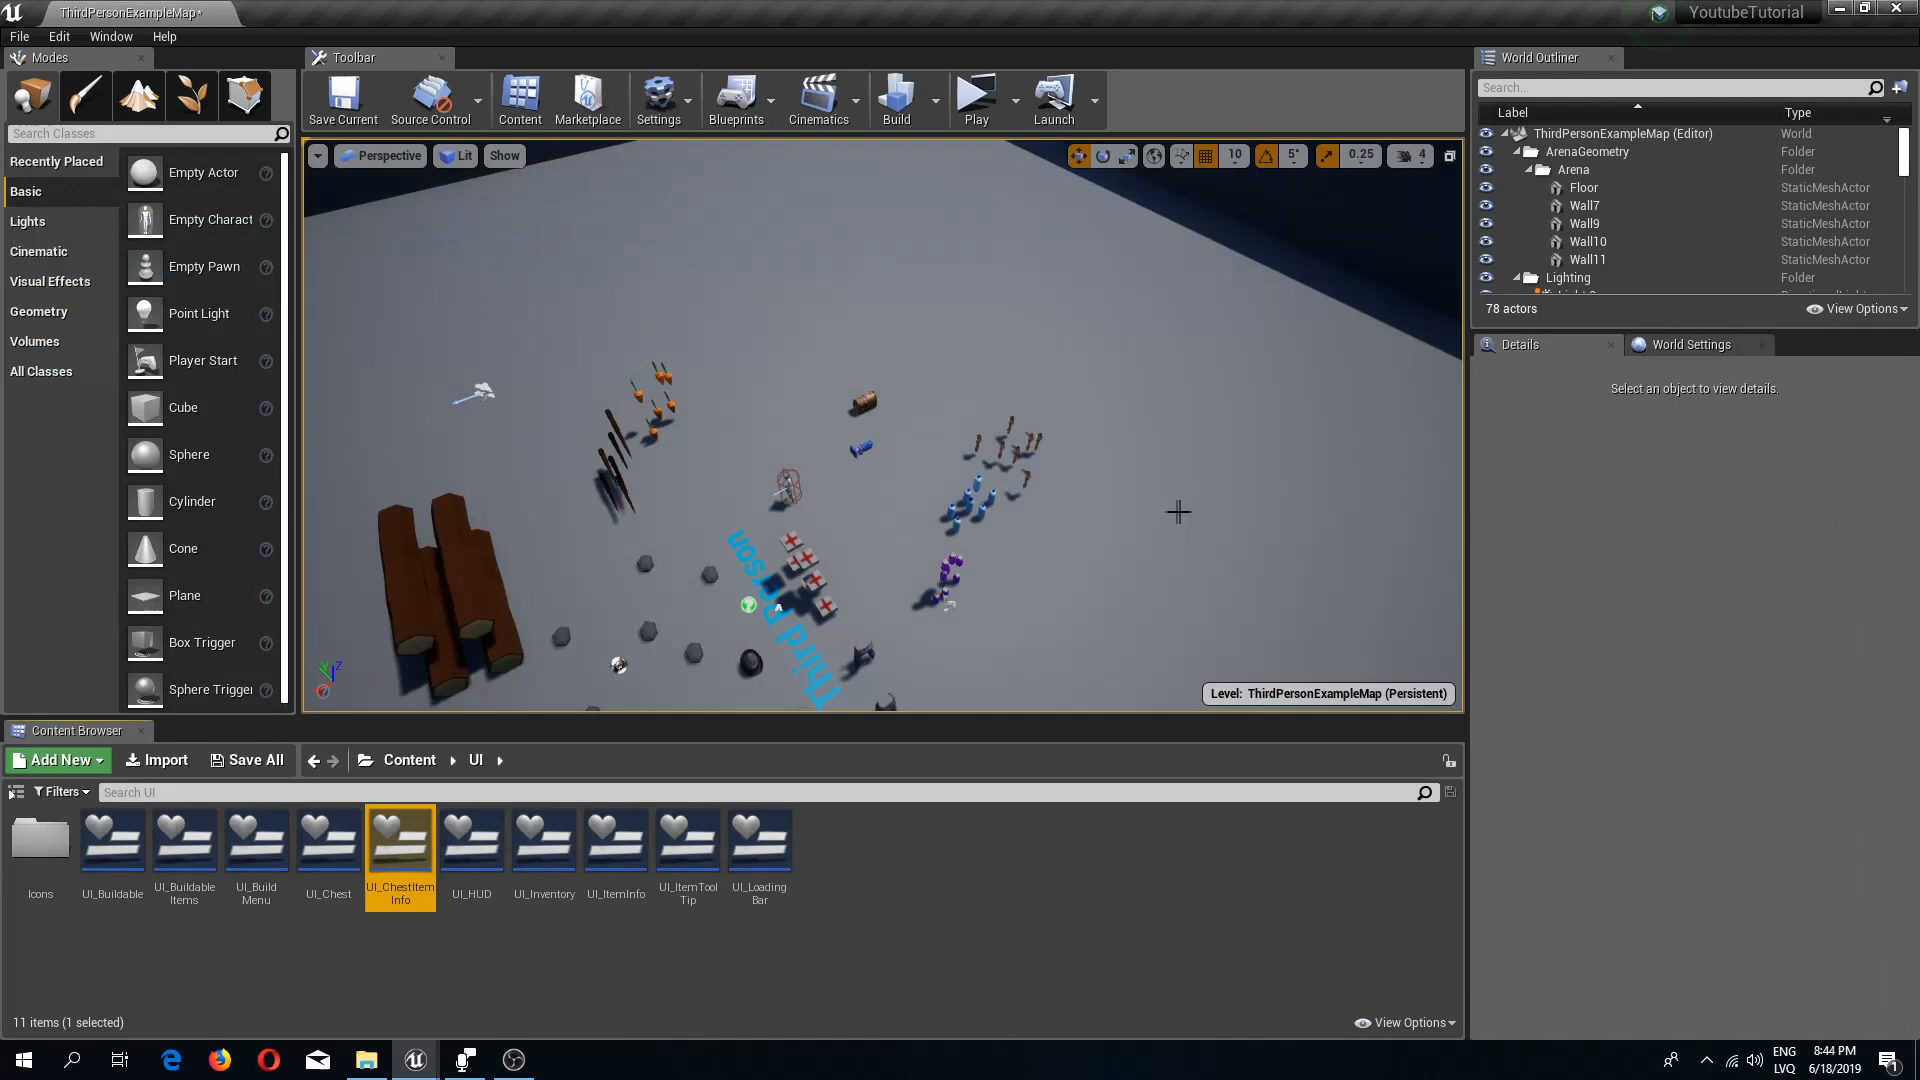 ThirdPersonExampleMap*
YoutubeTutorial
File Edit Window Help
Modes
Toolbar
World Outliner
Save Current
Source Control
Content
Marketplace
Settings
Blueprints
Cinematics
Build
Play
Launch
Search...
Label Type
Search Classes
Recently Placed
Basic
Lights
Cinematic
Visual Effects
Geometry
Volumes
All Classes
Empty Actor
Empty Charact
Empty Pawn
Point Light
Player Start
Cube
Sphere
Cylinder
Cone
Plane
Box Trigger
Sphere Trigger
Perspective Lit Show
10 5° 0.25 4
Third Person
Z
Level: ThirdPersonExampleMap (Persistent)
ThirdPersonExampleMap (Editor) World
ArenaGeometry Folder
Arena Folder
Floor StaticMeshActor
Wall7 StaticMeshActor
Wall9 StaticMeshActor
Wall10 StaticMeshActor
Wall11 StaticMeshActor
Lighting Folder
78 actors
View Options
Details
World Settings
Select an object to view details.
Content Browser
Add New Import Save All Content UI
Filters Search UI
Icons
UI_Buildable
UI_Buildable
Items
UI_Build
Menu
UI_Chest
UI_ChestItem
Info
UI_HUD
UI_Inventory
UI_ItemInfo
UI_ItemTool
Tip
UI_Loading
Bar
11 items (1 selected)
View Options
ENG
LVQ
8:44 PM
6/18/2019
1